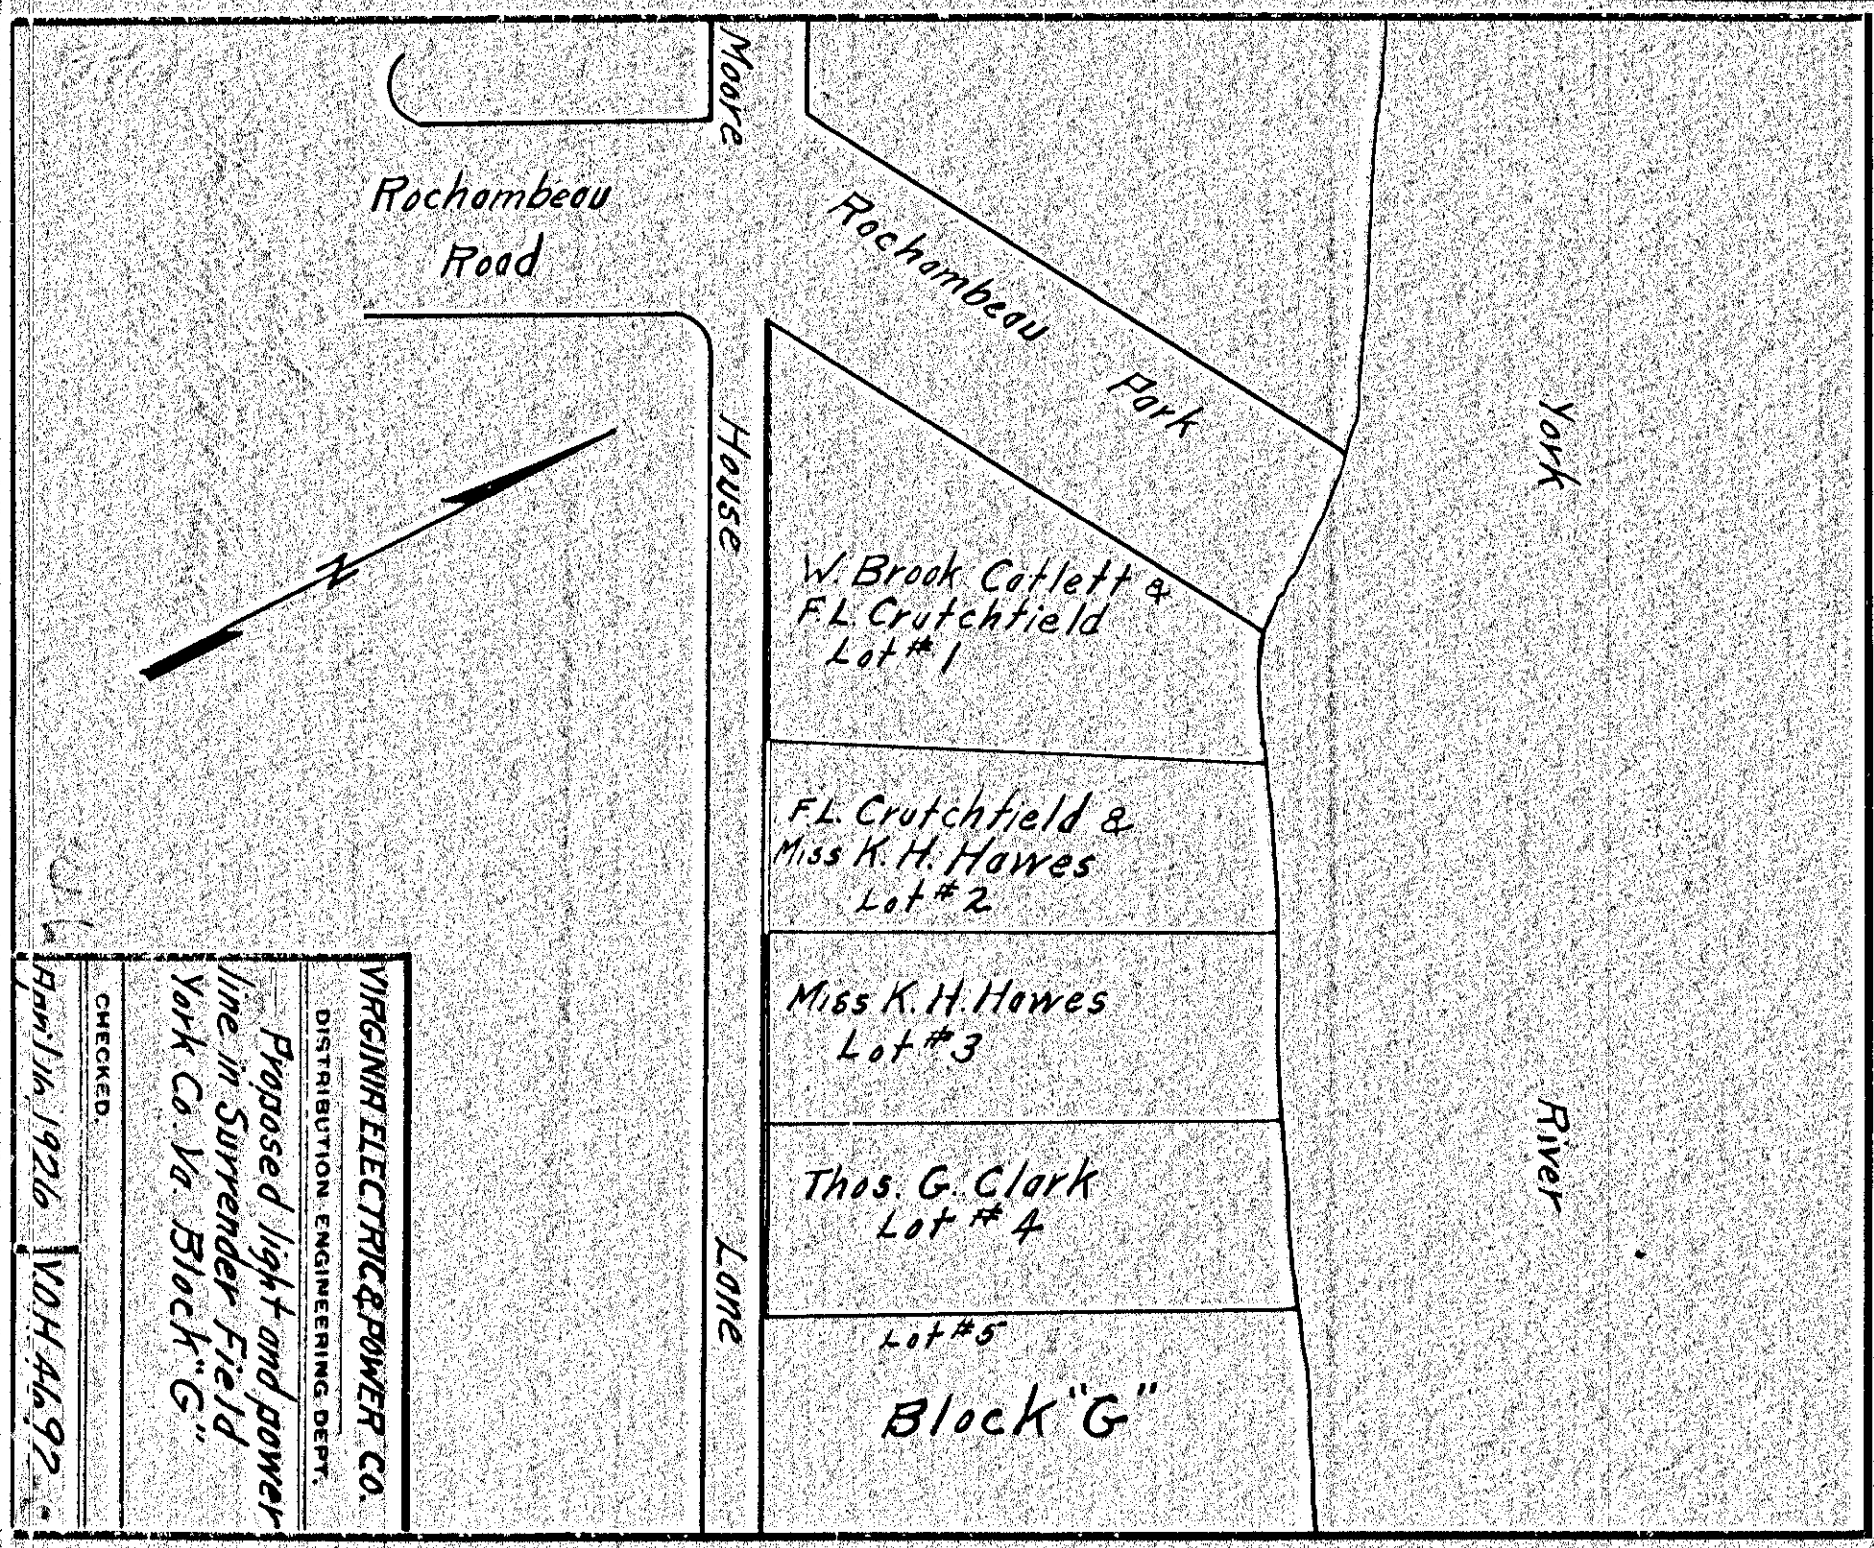 Moore
Rochambeau
Road
Rochambeau
Park
York
House
N
W. Brook Catlett &
F. L. Crutchfield
Lot # 1
F. L. Crutchfield &
Miss K. H. Hawes
Lot # 2
Miss K. H. Hawes
Lot # 3
River
Thos. G. Clark
Lot # 4
Lane
Lot # 5
Block "G"
VIRGINIA ELECTRIC & POWER CO.
DISTRIBUTION ENGINEERING DEPT.
Proposed light and power
line in Surrender Field
York Co. Va. Block "G"
CHECKED.
April 16, 1926